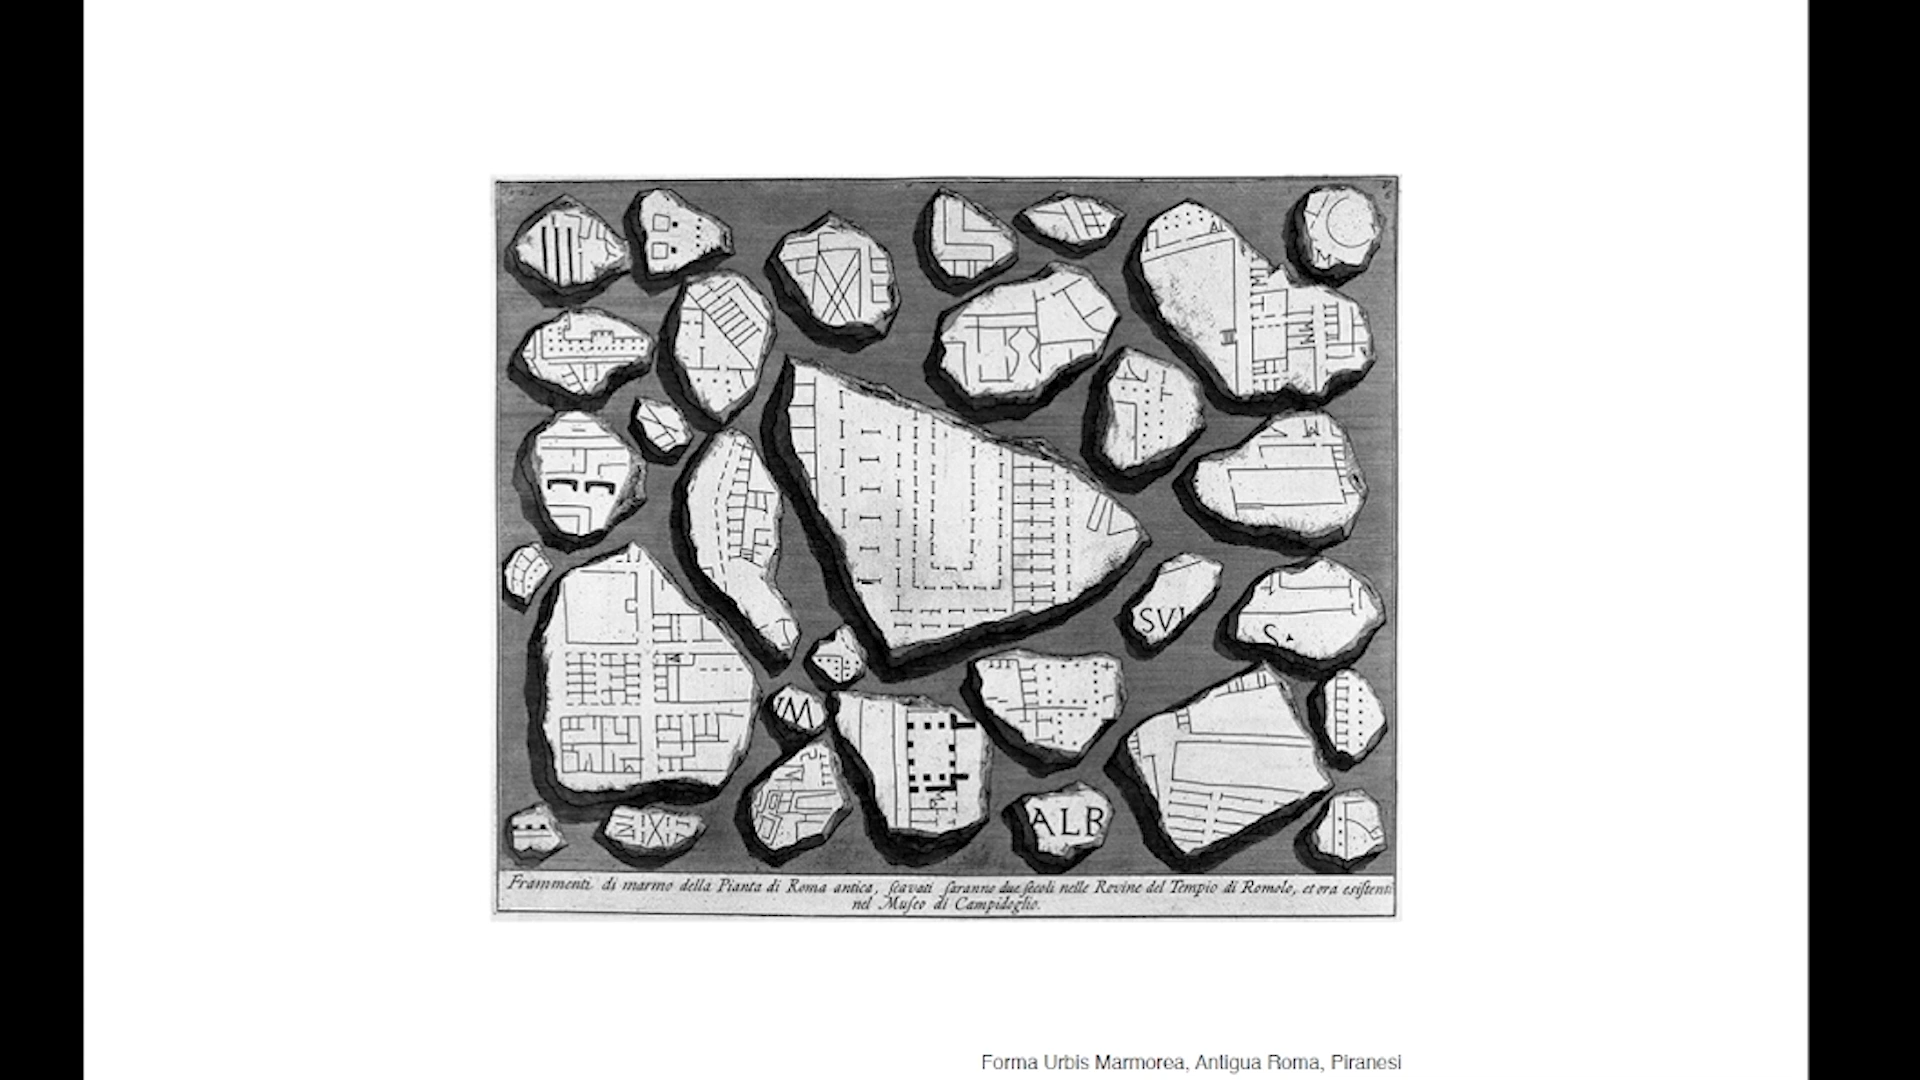 A
M
SVI
S.
M
ALB
Frammenti di marmo della Pianta di Roma antica, scavati saranno due secoli nelle Rovine del Tempio di Romolo, et ora esistenti
nel Museo di Campidoglio.
Forma Urbis Marmorea, Antigua Roma, Piranesi